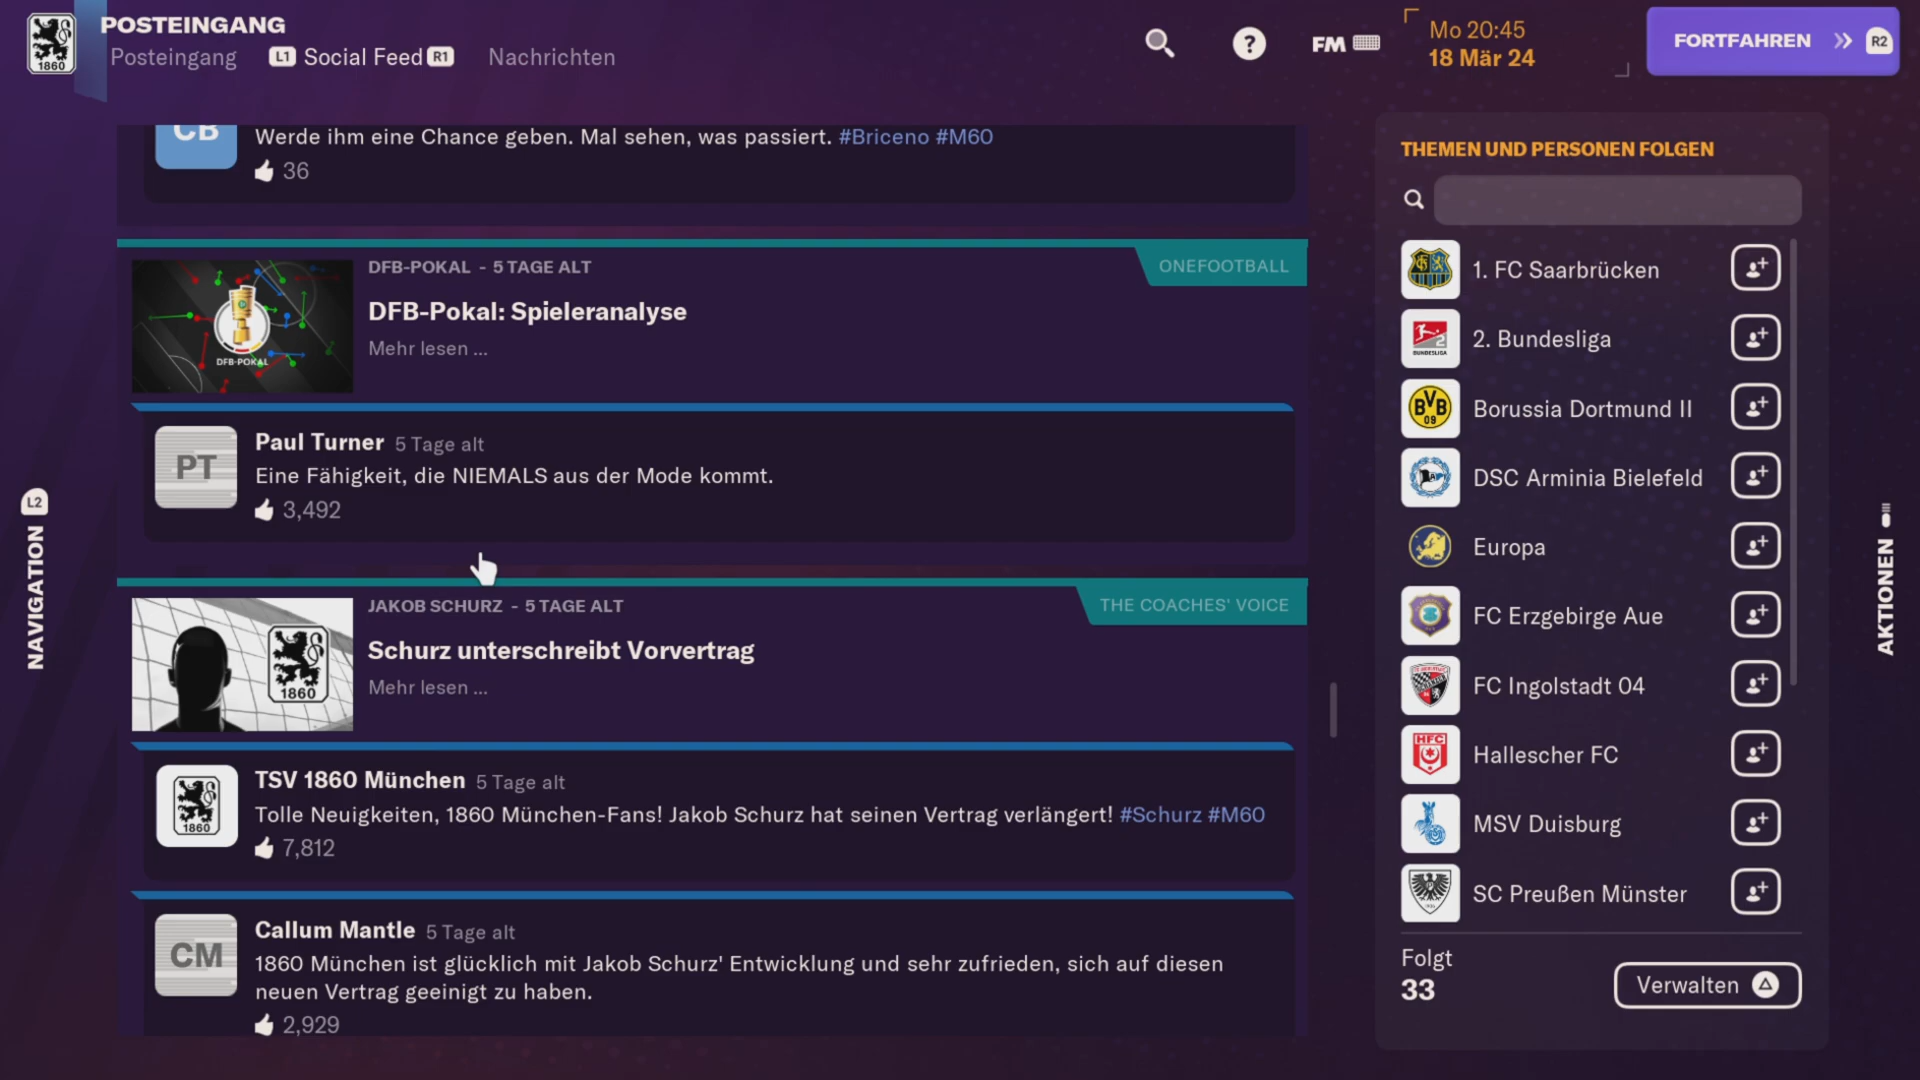 POSTEINGANG
Posteingang
L1 Social Feed R1
Nachrichten
?
FM
Mo 20:45
18 Mär 24
FORTFAHREN R2
1860
L2
NAVIGATION
AKTIONEN
CB
Werde ihm eine Chance geben. Mal sehen, was passiert. #Briceno #M60
36
DFB-POKAL - 5 TAGE ALT
ONEFOOTBALL
DFB-Pokal: Spieleranalyse
Mehr lesen ...
DFB-POKAL
PT
Paul Turner 5 Tage alt
Eine Fähigkeit, die NIEMALS aus der Mode kommt.
3,492
JAKOB SCHURZ - 5 TAGE ALT
THE COACHES' VOICE
Schurz unterschreibt Vorvertrag
Mehr lesen ...
1860
TSV 1860 München 5 Tage alt
Tolle Neuigkeiten, 1860 München-Fans! Jakob Schurz hat seinen Vertrag verlängert! #Schurz #M60
1860
7,812
CM
Callum Mantle 5 Tage alt
1860 München ist glücklich mit Jakob Schurz' Entwicklung und sehr zufrieden, sich auf diesen
neuen Vertrag geeinigt zu haben.
2,929
THEMEN UND PERSONEN FOLGEN
1. FC Saarbrücken
2. Bundesliga
BUNDESLIGA
Borussia Dortmund II
BVB
09
DSC Arminia Bielefeld
Europa
FC Erzgebirge Aue
FC Ingolstadt 04
HFC
Hallescher FC
MSV Duisburg
SC Preußen Münster
Folgt
33
Verwalten